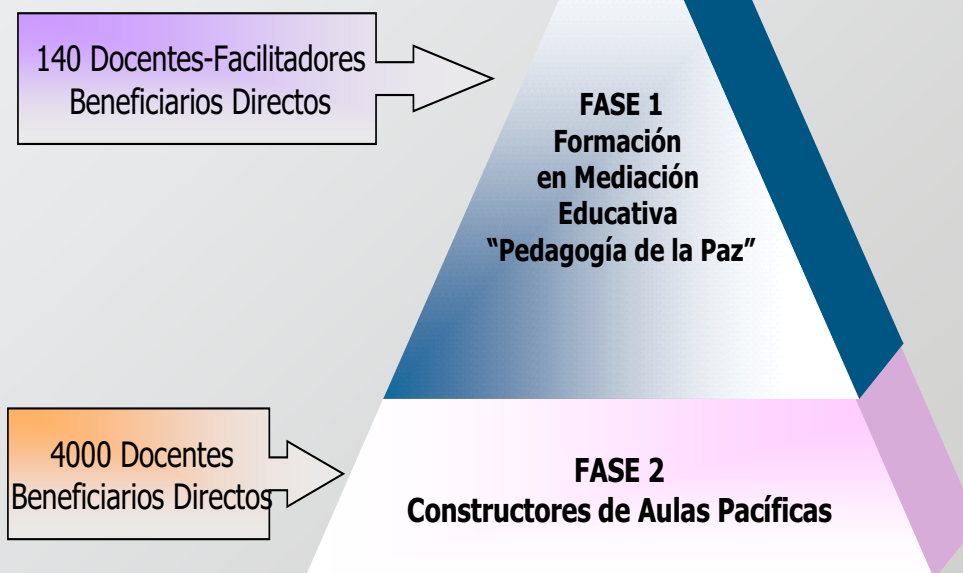 140 Docentes-Facilitadores
Beneficiarios Directos
FASE 1
Formación
en Mediación
Educativa
“Pedagogía de la Paz”
4000 Docentes
Beneficiarios Directos
FASE 2
Constructores de Aulas Pacíficas